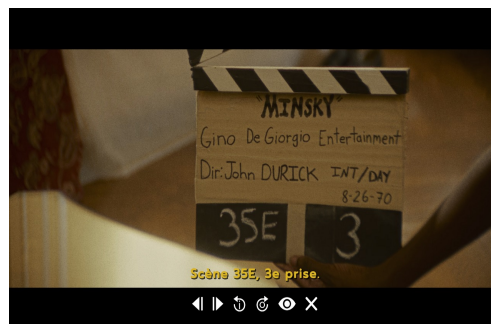 "MINSKY"
Gino De Giorgio Entertainment
Dir: John DURICK INT/DAY
8-26-70
35E 3
Scène 35E, 3e prise.